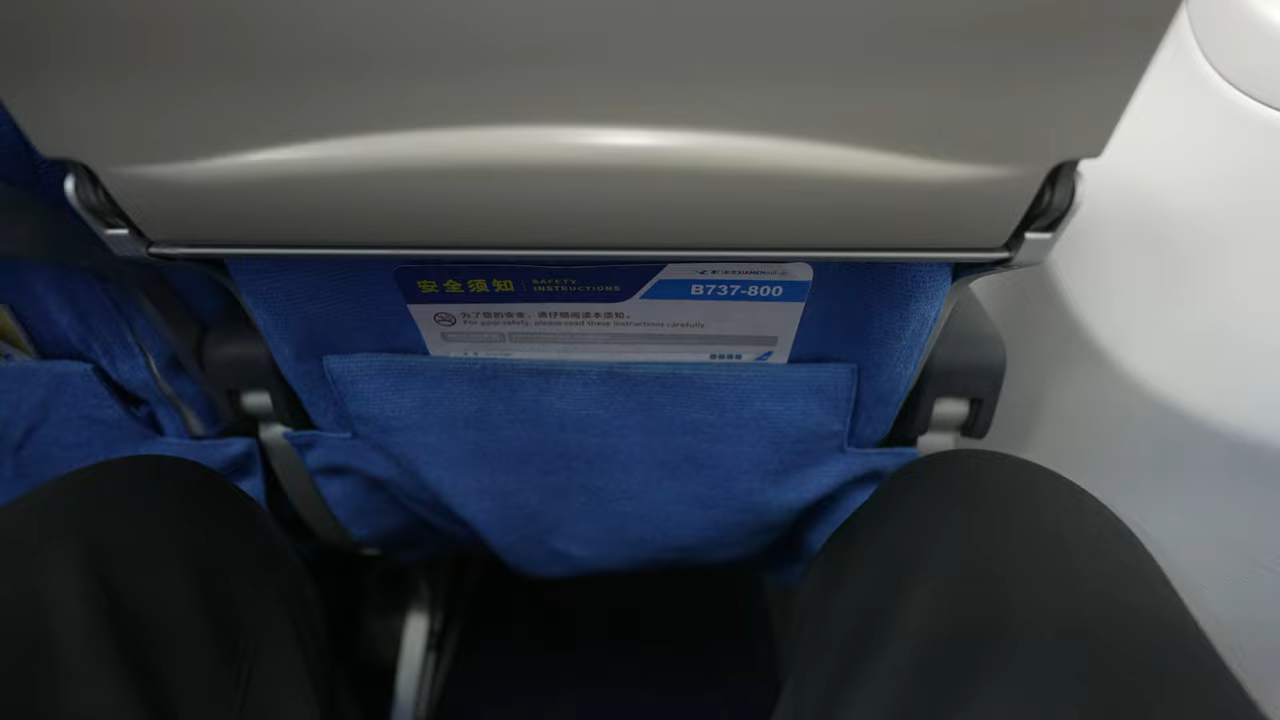 安全须知
SAFETY
INSTRUCTIONS
XIAMEN
B737-800
为了您的安全,请仔细阅读本须知。
For your safety, please read these instructions carefully.